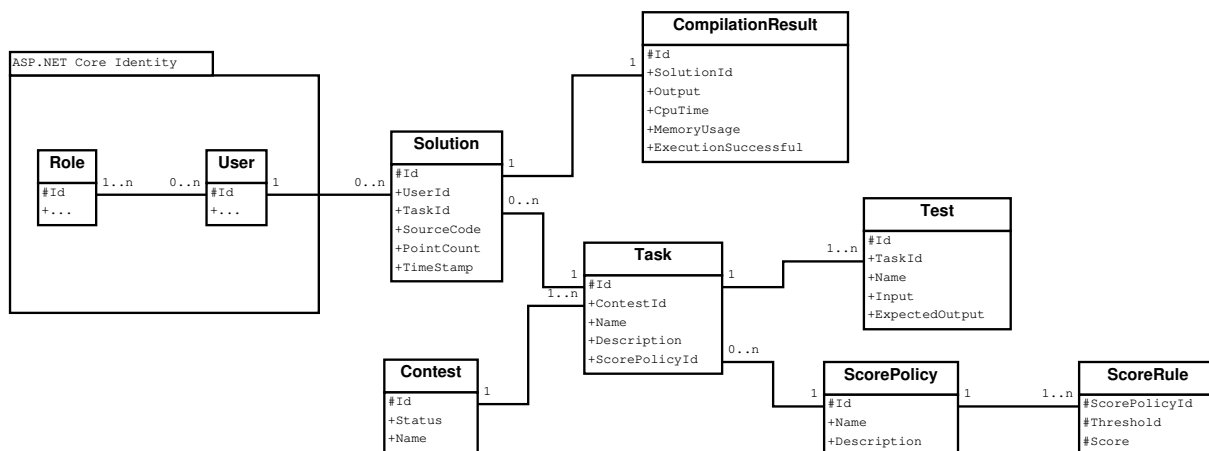 CompilationResult
#Id
+SolutionId
+Output
+CpuTime
+MemoryUsage
+ExecutionSuccessful
1
ASP.NET Core Identity
Role
#Id
+...
1..n
0..n
User
#Id
+...
1
0..n
Solution
#Id
+UserId
+TaskId
+SourceCode
+PointCount
+TimeStamp
1
0..n
1
1..n
Task
#Id
+ContestId
+Name
+Description
+ScorePolicyId
1
0..n
1..n
Test
#Id
+TaskId
+Name
+Input
+ExpectedOutput
Contest
#Id
+Status
+Name
1
1
ScorePolicy
#Id
+Name
+Description
1
1..n
ScoreRule
#ScorePolicyId
#Threshold
#Score